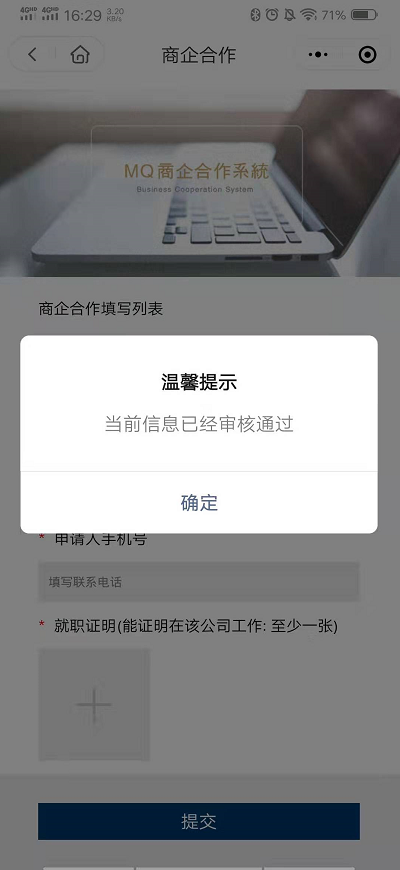 4GHD 4GHD 16:29 3.20 KB/s 71%
商企合作
MQ商企合作系統
Business Cooperation System
商企合作填写列表
温馨提示
当前信息已经审核通过
确定
* 申请人手机号
填写联系电话
* 就职证明(能证明在该公司工作: 至少一张)
提交